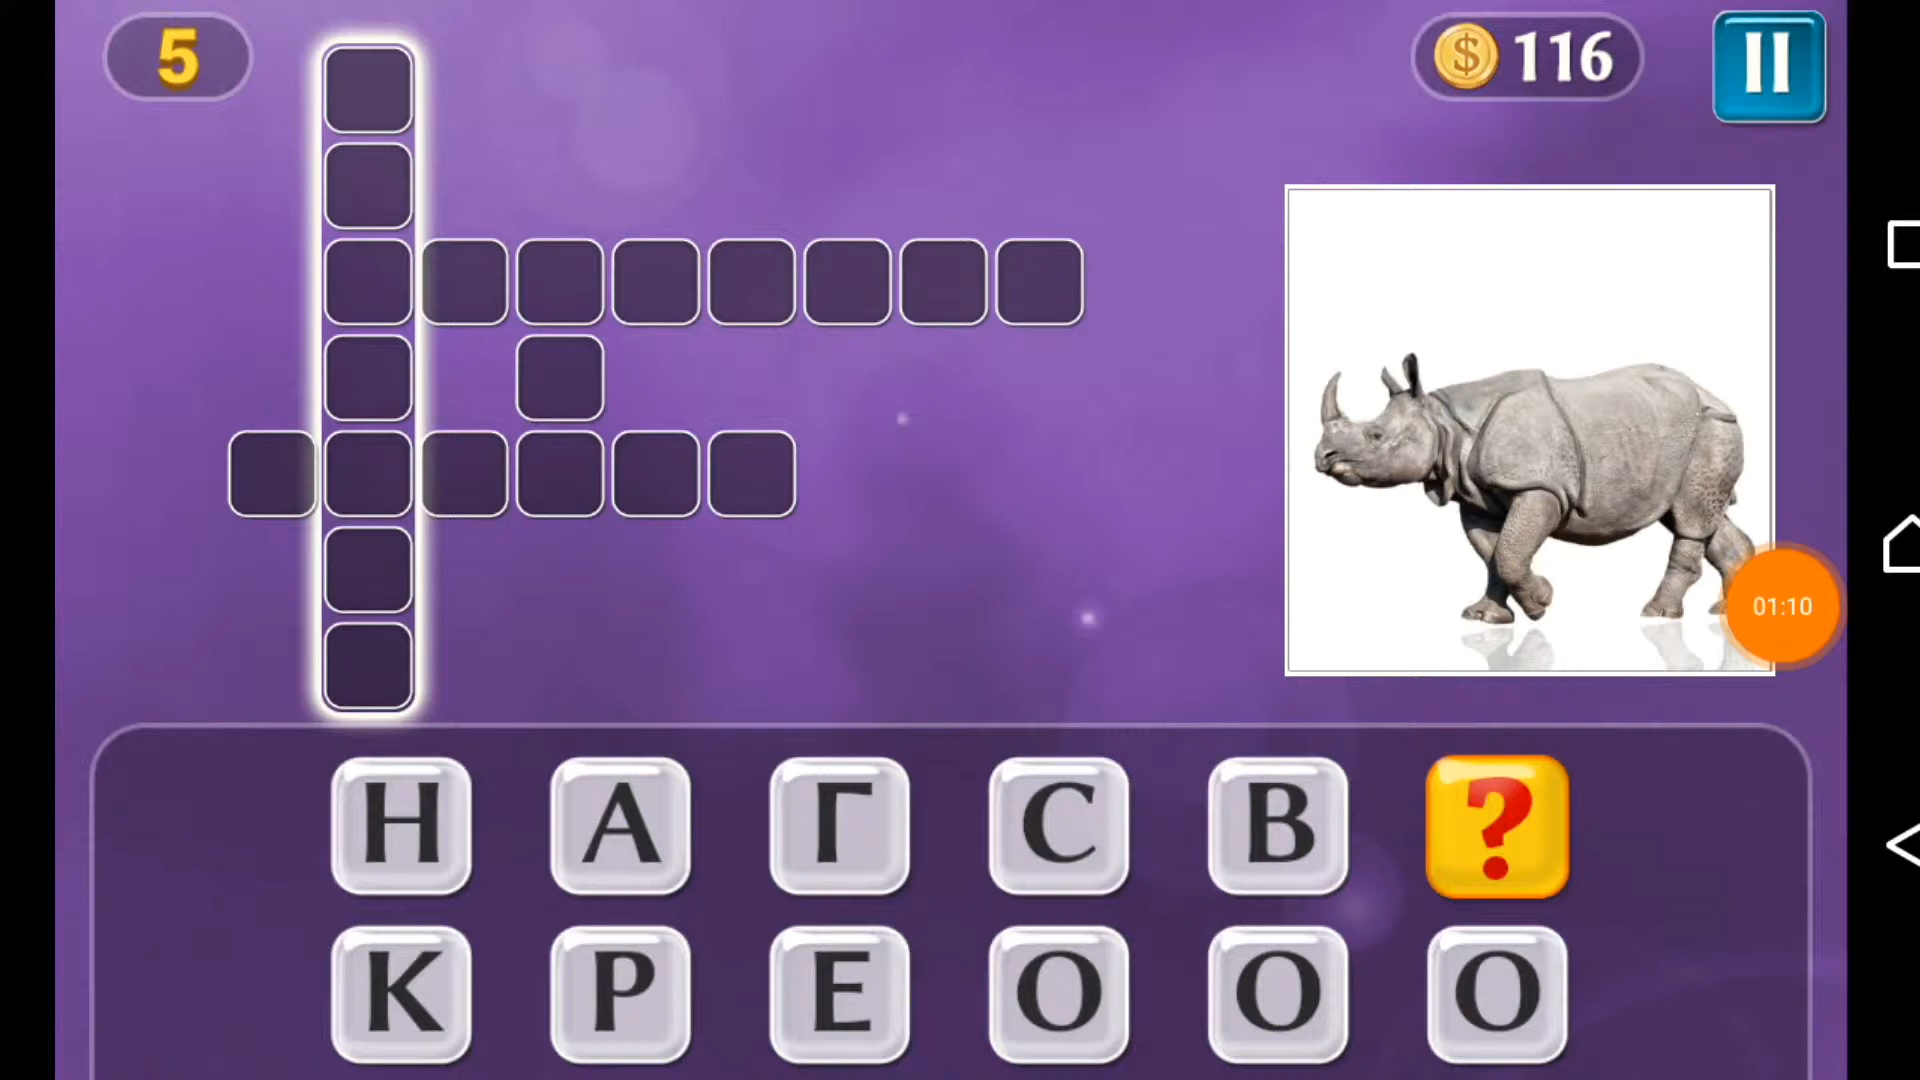 5
$ 116
01:10
Н А Г С В ?
К Р Е О О О